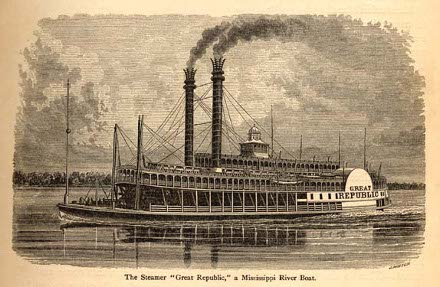 GREAT
REPUBLIC
The Steamer "Great Republic," a Mississippi River Boat.